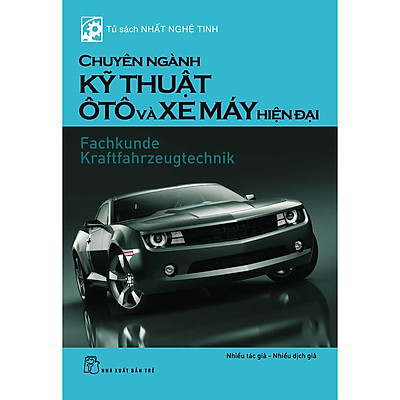 Tủ sách NHẤT NGHỆ TINH
CHUYÊN NGÀNH
KỸ THUẬT
ÔTÔ VÀ XE MÁY HIỆN ĐẠI
Fachkunde
Kraftfahrzeugtechnik
Nhiều tác giả - Nhiều dịch giả
NHÀ XUẤT BẢN TRẺ